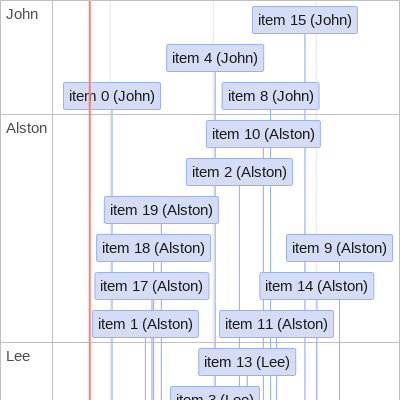 John
item 15 (John)
item 4 (John)
item 0 (John)
item 8 (John)
Alston
item 10 (Alston)
item 2 (Alston)
item 19 (Alston)
item 18 (Alston)
item 9 (Alston)
item 17 (Alston)
item 14 (Alston)
item 1 (Alston)
item 11 (Alston)
Lee
item 13 (Lee)
item 3 (Lee)